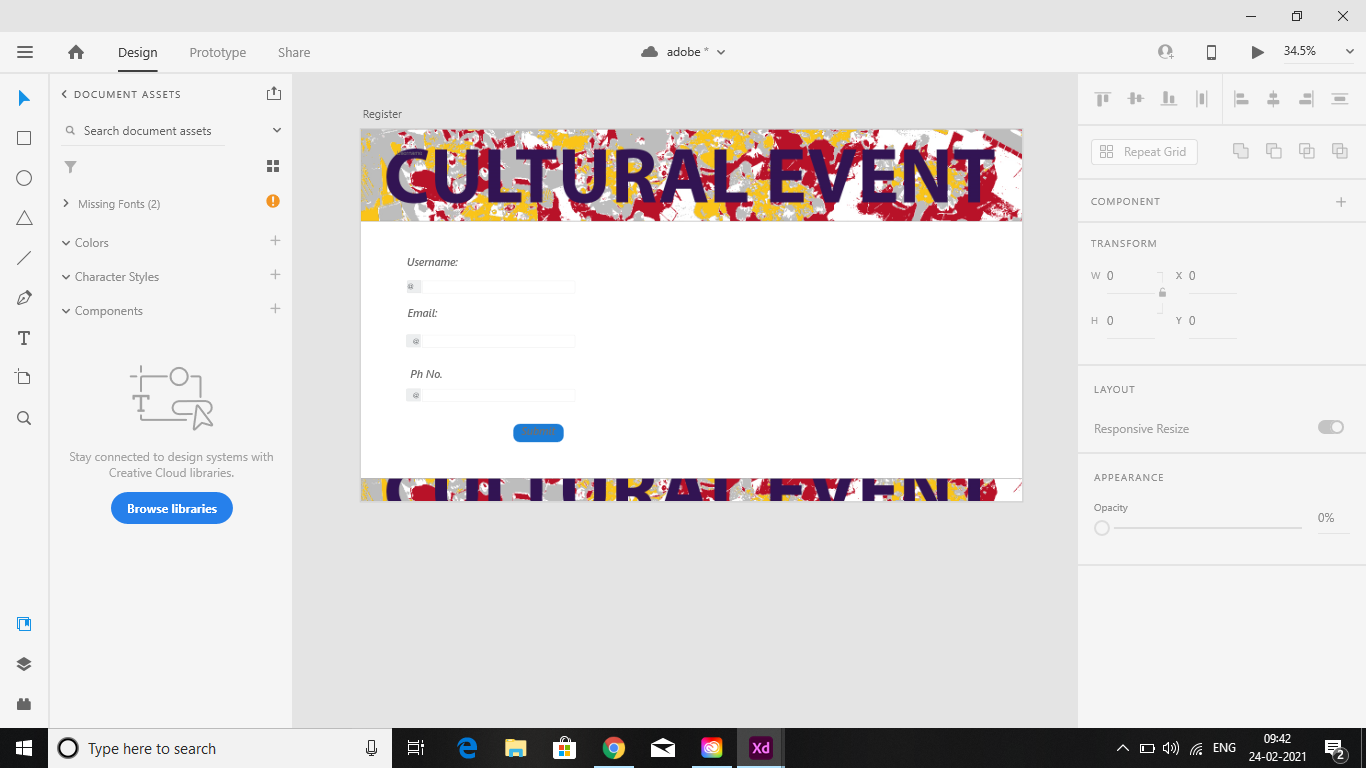 Design
Prototype
Share
adobe *
34.5%
DOCUMENT ASSETS
Search document assets
Missing Fonts (2)
Colors
Character Styles
Components
Stay connected to design systems with
Creative Cloud libraries.
Browse libraries
Register
CULTURAL EVENT
Username:
@
Email:
@
Ph No.
@
CULTURAL EVENT
Repeat Grid
COMPONENT
TRANSFORM
W 0 X 0
H 0 Y 0
LAYOUT
Responsive Resize
APPEARANCE
Opacity
0%
Type here to search
Xd
ENG
09:42
24-02-2021
2